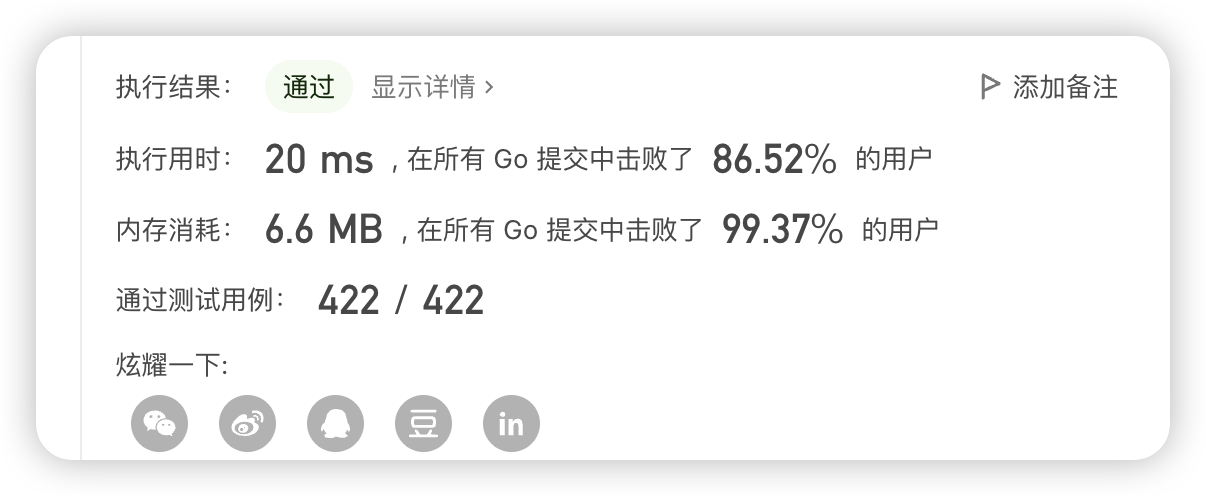 执行结果： 通过 显示详情 › 添加备注
执行用时： 20 ms , 在所有 Go 提交中击败了 86.52% 的用户
内存消耗： 6.6 MB , 在所有 Go 提交中击败了 99.37% 的用户
通过测试用例： 422 / 422
炫耀一下:
豆 in